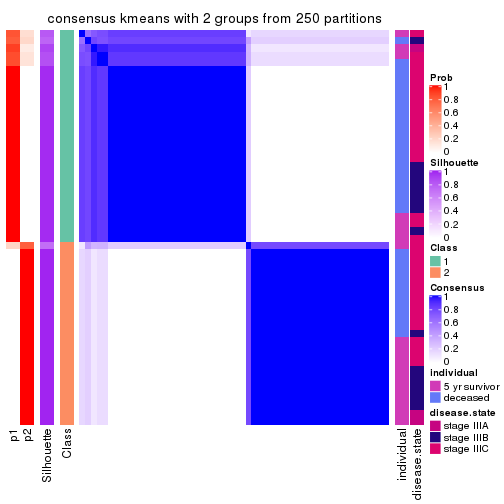 consensus kmeans with 2 groups from 250 partitions
Prob
1
0.8
0.6
0.4
0.2
0
Silhouette
1
0.8
0.6
0.4
0.2
0
Class
1
2
Consensus
1
0.8
0.6
0.4
0.2
0
individual
5 yr survivor
deceased
disease.state
stage IIIA
stage IIIB
stage IIIC
p1
p2
Silhouette
Class
individual
disease.state